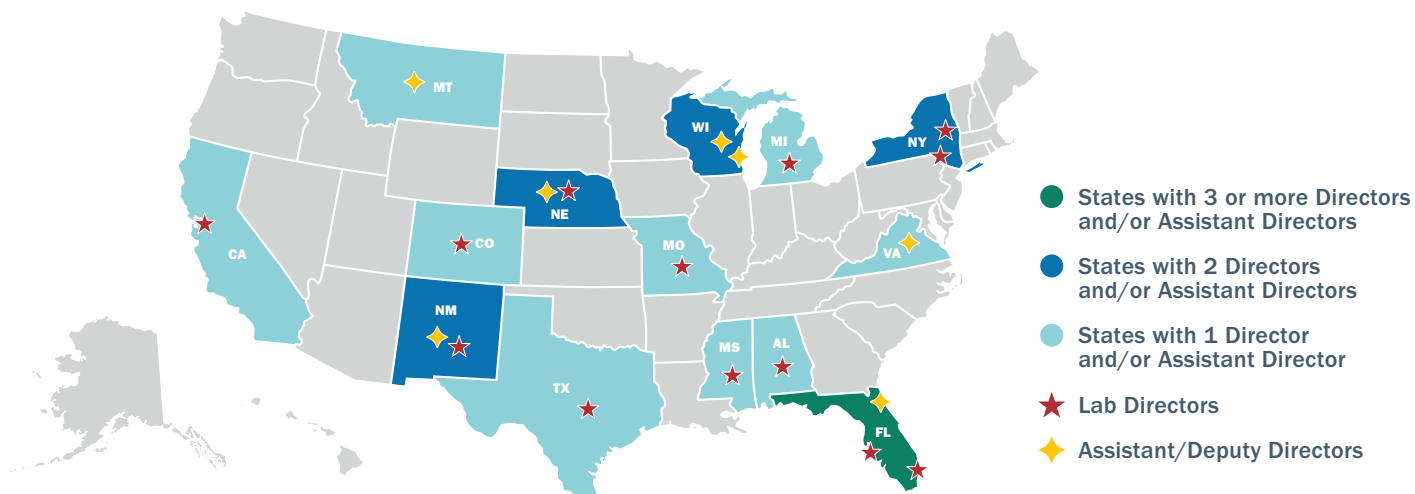 MT
WI
MI
NY
NE
CO
CA
MO
VA
NM
MS
AL
TX
FL
States with 3 or more Directors
and/or Assistant Directors
States with 2 Directors
and/or Assistant Directors
States with 1 Director
and/or Assistant Director
Lab Directors
Assistant/Deputy Directors